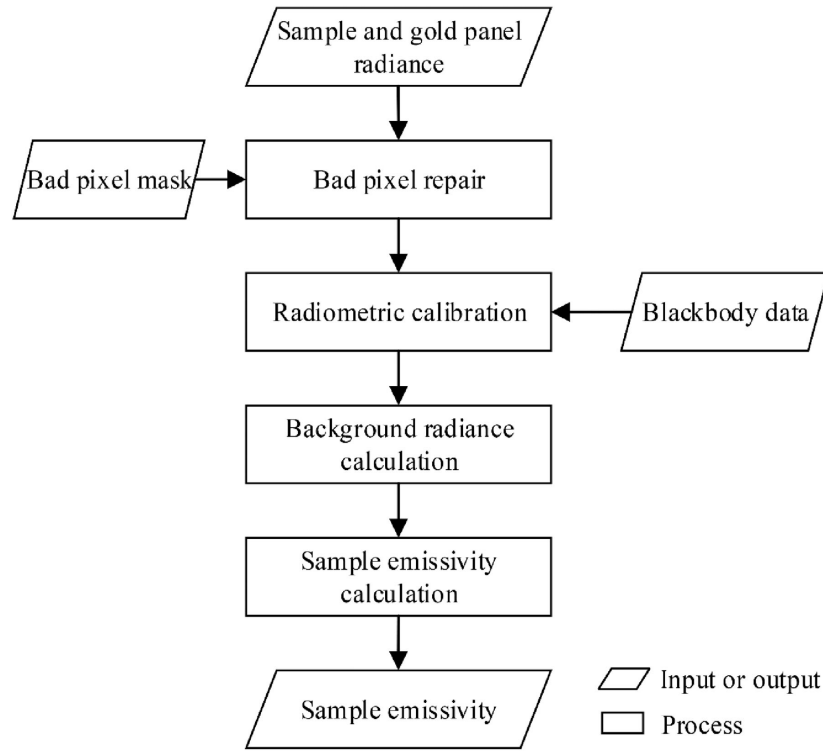 Sample and gold panel
radiance
Bad pixel mask
Bad pixel repair
Radiometric calibration
Blackbody data
Background radiance
calculation
Sample emissivity
calculation
Sample emissivity
Input or output
Process